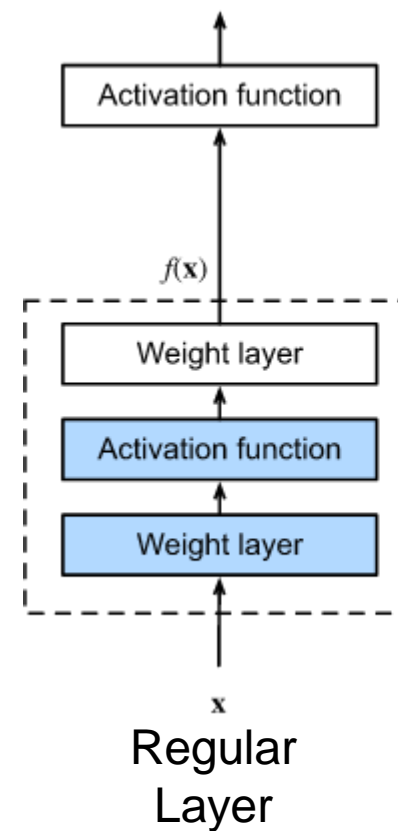 Activation function
f(x)
Weight layer
Activation function
Weight layer
x
Regular
Layer